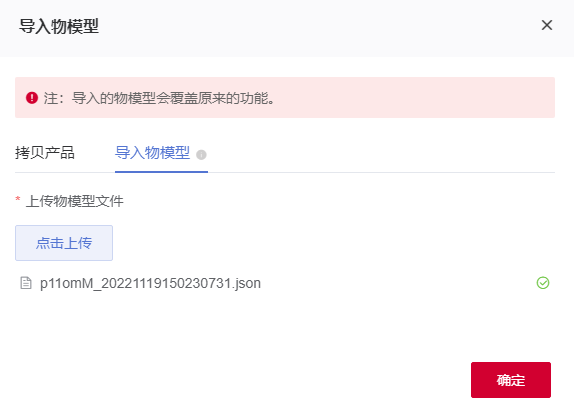 导入物模型
注：导入的物模型会覆盖原来的功能。
拷贝产品 导入物模型
* 上传物模型文件
点击上传
p11omM_20221119150230731.json
确定